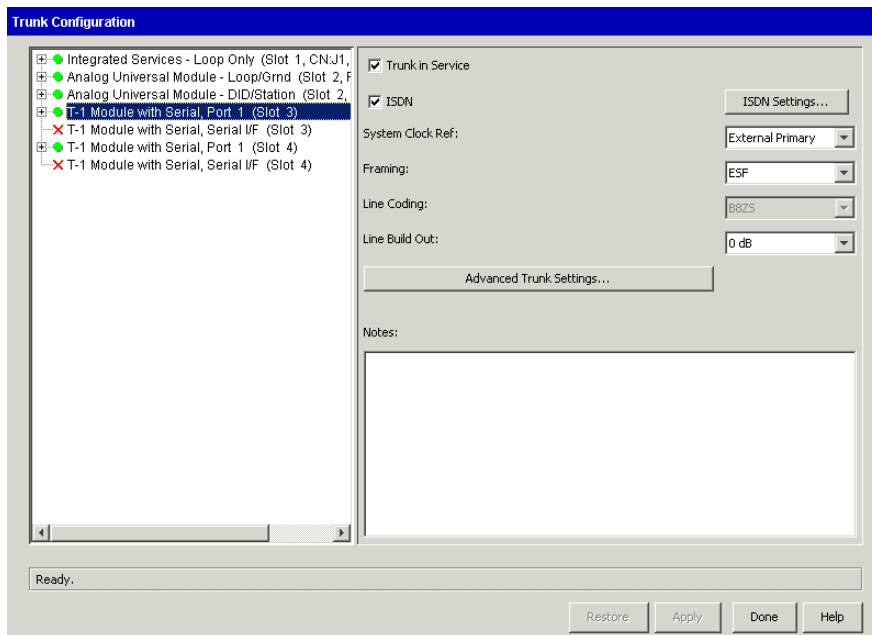 Trunk Configuration
Integrated Services - Loop Only (Slot 1, CN:J1,
Analog Universal Module - Loop/Grnd (Slot 2, F
Analog Universal Module - DID/Station (Slot 2,
T-1 Module with Serial, Port 1 (Slot 3)
T-1 Module with Serial, Serial I/F (Slot 3)
T-1 Module with Serial, Port 1 (Slot 4)
T-1 Module with Serial, Serial I/F (Slot 4)
Trunk in Service
ISDN
ISDN Settings...
System Clock Ref:
External Primary
Framing:
ESF
Line Coding:
B8ZS
Line Build Out:
0 dB
Advanced Trunk Settings...
Notes:
Ready.
Restore
Apply
Done
Help